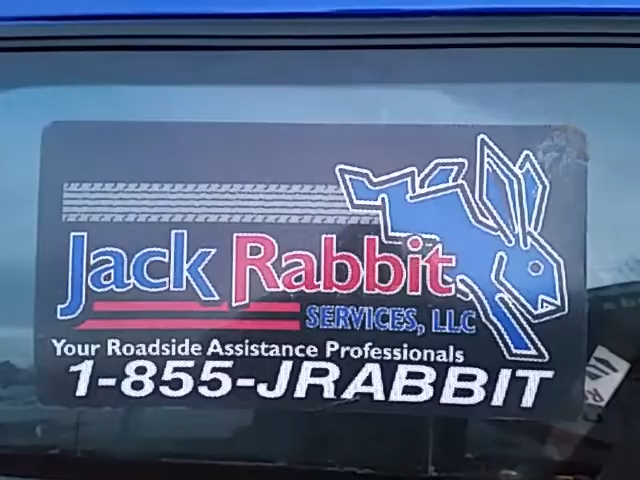 Jack Rabbit
SERVICES, LLC
Your Roadside Assistance Professionals
1-855-JRABBIT